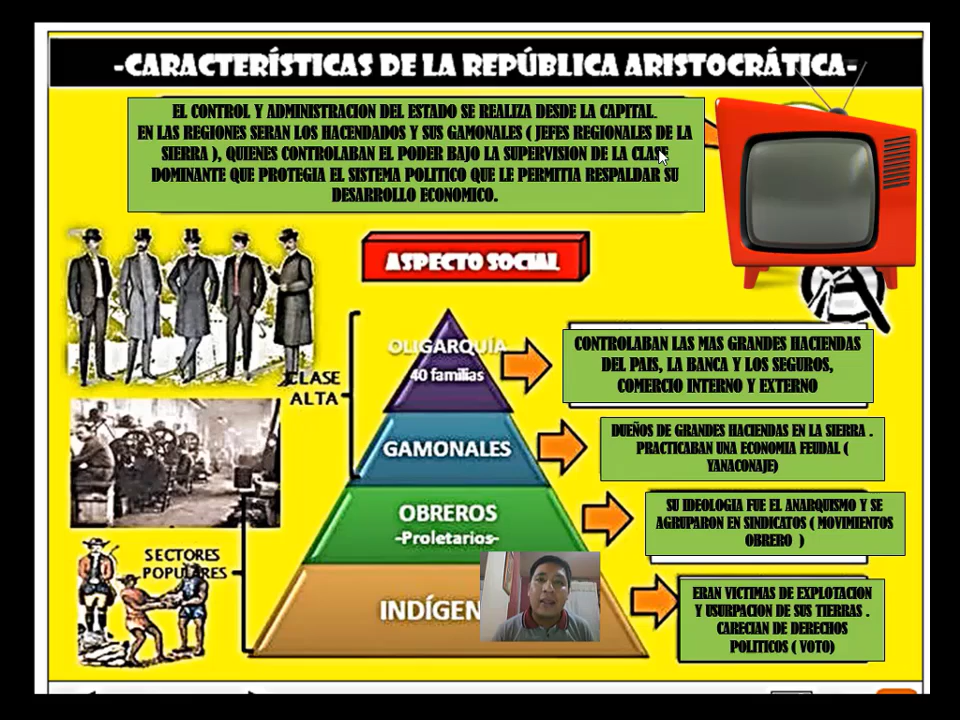 -CARACTERÍSTICAS DE LA REPÚBLICA ARISTOCRÁTICA-
EL CONTROL Y ADMINISTRACION DEL ESTADO SE REALIZA DESDE LA CAPITAL.
EN LAS REGIONES SERAN LOS HACENDADOS Y SUS GAMONALES ( JEFES REGIONALES DE LA
SIERRA ), QUIENES CONTROLABAN EL PODER BAJO LA SUPERVISION DE LA CLASE
DOMINANTE QUE PROTEGIA EL SISTEMA POLITICO QUE LE PERMITIA RESPALDAR SU
DESARROLLO ECONOMICO.
ASPECTO SOCIAL
CLASE
ALTA
OLIGARQUÍA
40 familias
CONTROLABAN LAS MAS GRANDES HACIENDAS
DEL PAIS, LA BANCA Y LOS SEGUROS,
COMERCIO INTERNO Y EXTERNO
GAMONALES
DUEÑOS DE GRANDES HACIENDAS EN LA SIERRA .
PRACTICABAN UNA ECONOMIA FEUDAL (
YANACONAJE)
OBREROS
-Proletarios-
SU IDEOLOGIA FUE EL ANARQUISMO Y SE
AGRUPARON EN SINDICATOS ( MOVIMIENTOS
OBRERO )
SECTORES
POPULARES
INDÍGEN
ERAN VICTIMAS DE EXPLOTACION
Y USURPACION DE SUS TIERRAS .
CARECIAN DE DERECHOS
POLITICOS ( VOTO)